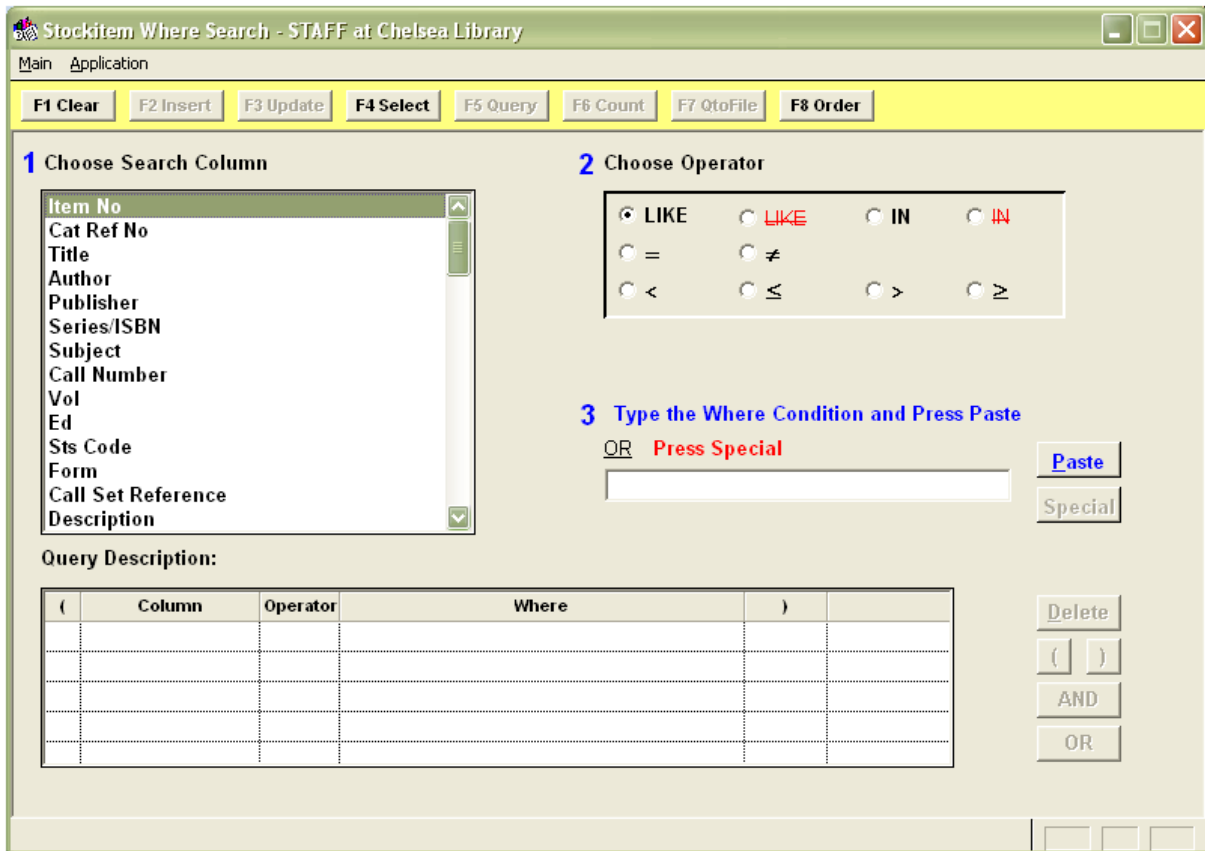 Stockitem Where Search - STAFF at Chelsea Library
Main Application
F1 Clear F2 Insert F3 Update F4 Select F5 Query F6 Count F7 QtoFile F8 Order
1 Choose Search Column
Item No
Cat Ref No
Title
Author
Publisher
Series/ISBN
Subject
Call Number
Vol
Ed
Sts Code
Form
Call Set Reference
Description
2 Choose Operator
LIKE LIKE IN IN
= ≠
< ≤ > ≥
3 Type the Where Condition and Press Paste
OR Press Special
Paste
Special
Query Description:
( Column Operator Where )
Delete
( )
AND
OR